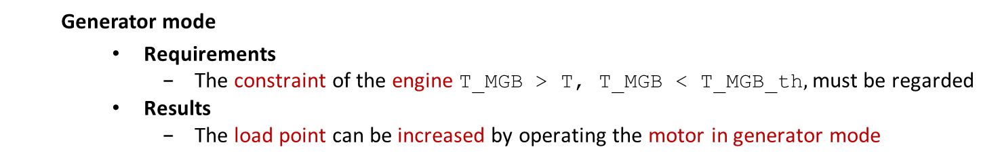 Generator mode
• Requirements
– The constraint of the engine T_MGB > T, T_MGB < T_MGB_th, must be regarded
• Results
– The load point can be increased by operating the motor in generator mode